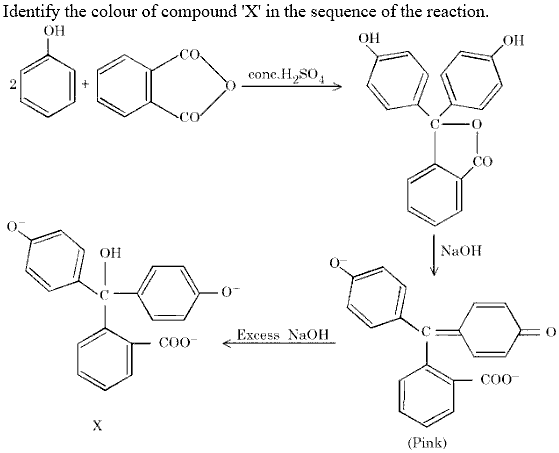 Identify the colour of compound 'X' in the sequence of the reaction.
OH
2
+
CO
O
CO
conc.H₂SO₄
OH
OH
C
O
CO
NaOH
O⁻
C
O
COO⁻
(Pink)
Excess NaOH
O⁻
OH
C
O⁻
COO⁻
X